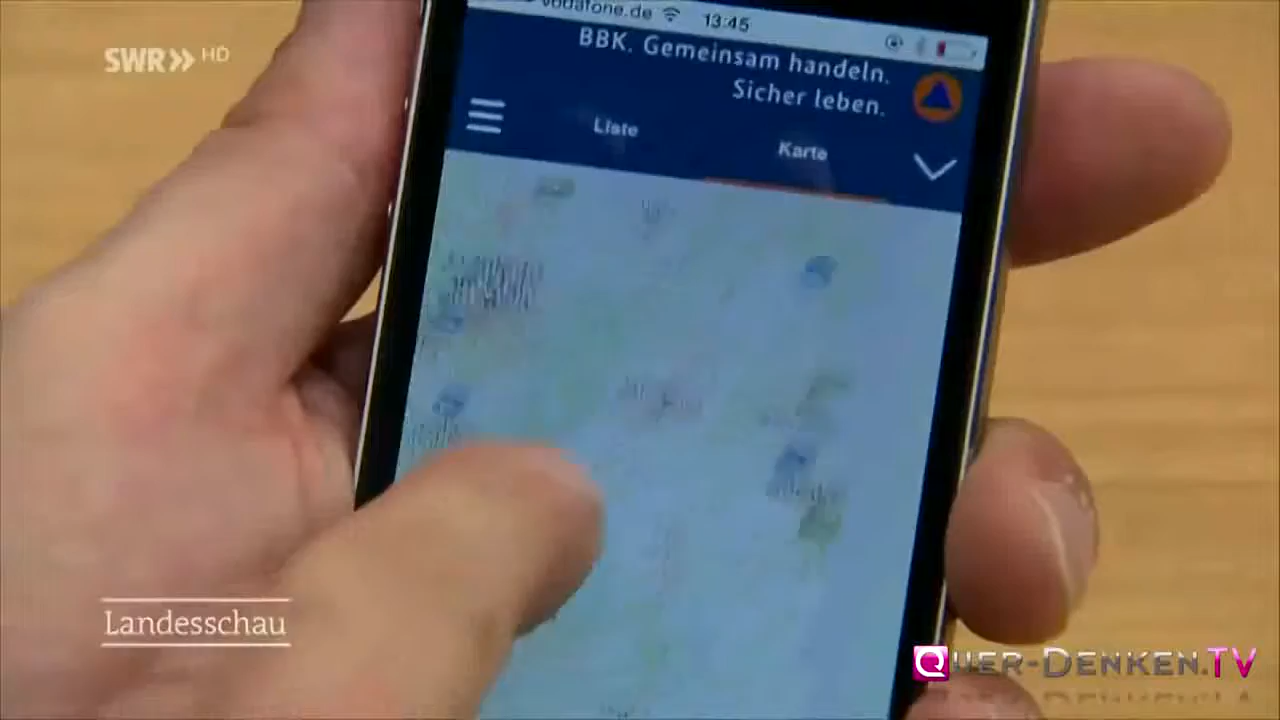 SWR» HD
vodafone.de 13:45
BBK. Gemeinsam handeln.
Sicher leben.
Liste
Karte
Landesschau
QUER-DENKEN.TV